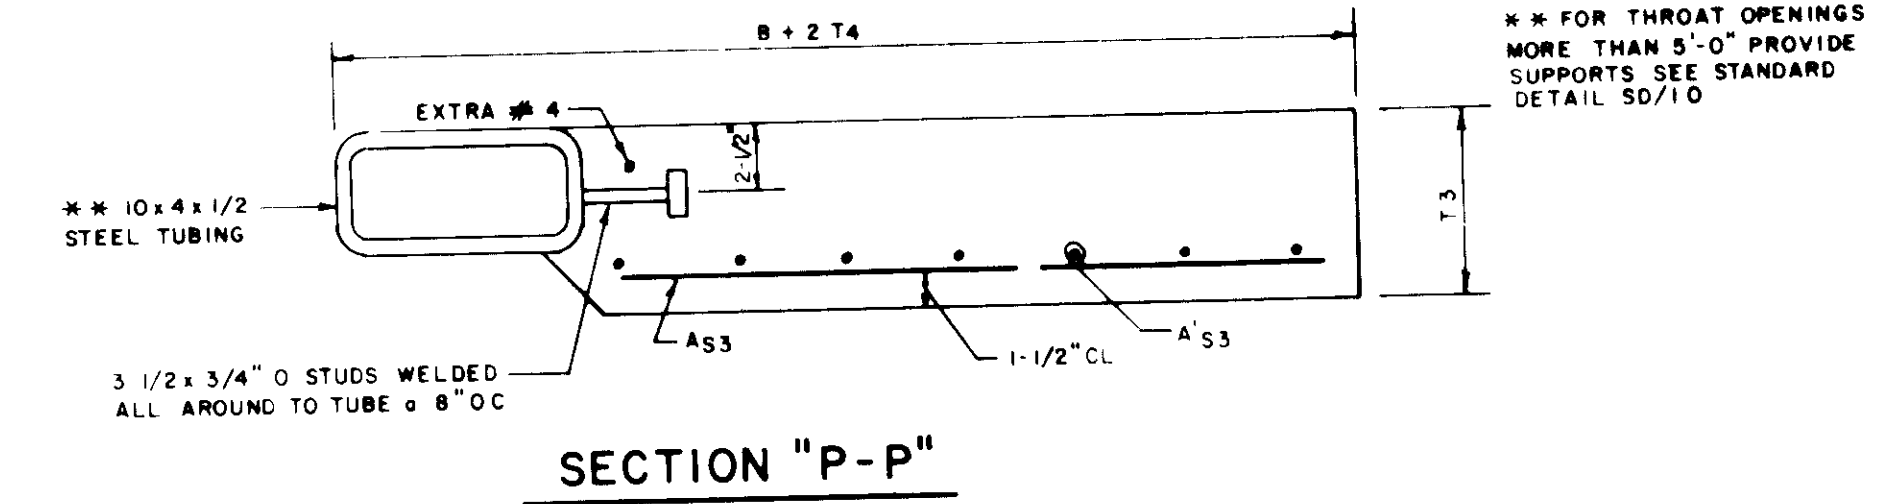 B + 2 T4
* * FOR THROAT OPENINGS
MORE THAN 5'-0" PROVIDE
SUPPORTS SEE STANDARD
DETAIL SD/10
EXTRA # 4
2-1/2"
* * 10 x 4 x 1/2
STEEL TUBING
T3
AS3
A'S3
1-1/2" CL
3 1/2 x 3/4" O STUDS WELDED
ALL AROUND TO TUBE a 8" OC
SECTION "P-P"